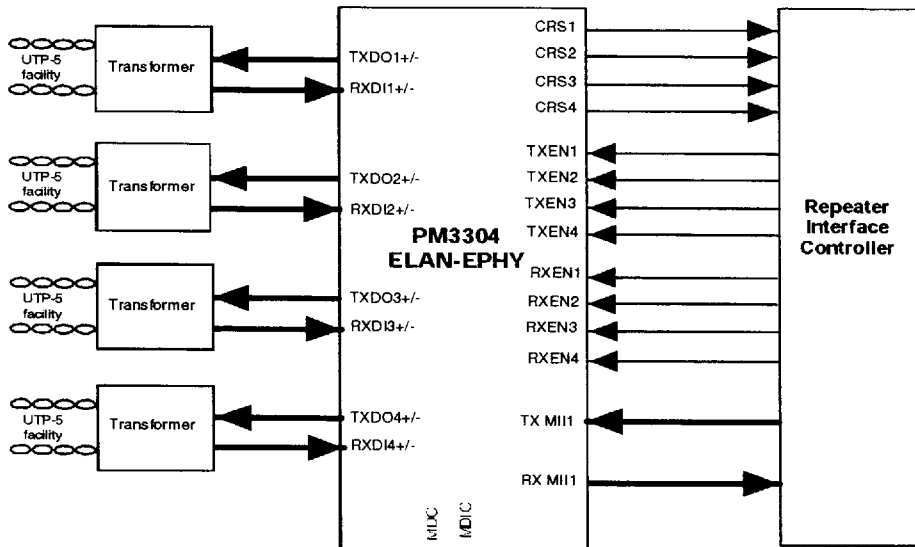 UTP-5
facility
Transformer
TXDO1+/-
RXDI1+/-
UTP-5
facility
Transformer
TXDO2+/-
RXDI2+/-
UTP-5
facility
Transformer
TXDO3+/-
RXDI3+/-
UTP-5
facility
Transformer
TXDO4+/-
RXDI4+/-
PM3304
ELAN-EPHY
MDC
MDIC
CRS1
CRS2
CRS3
CRS4
TXEN1
TXEN2
TXEN3
TXEN4
RXEN1
RXEN2
RXEN3
RXEN4
TX MII1
RX MII1
Repeater
Interface
Controller